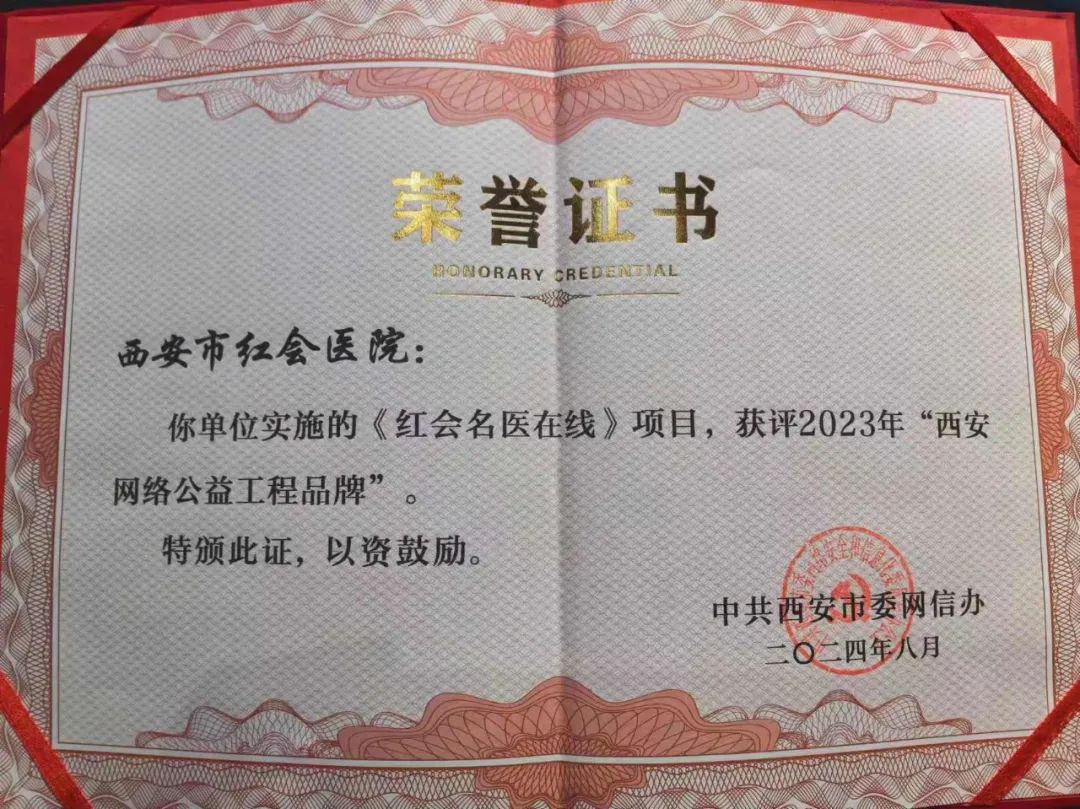 荣誉证书
HONORARY CREDENTIAL
西安市红会医院：
你单位实施的《红会名医在线》项目，获评2023年“西安
网络公益工程品牌”。
特颁此证，以资鼓励。
中共西安市委网信办
二〇二四年八月